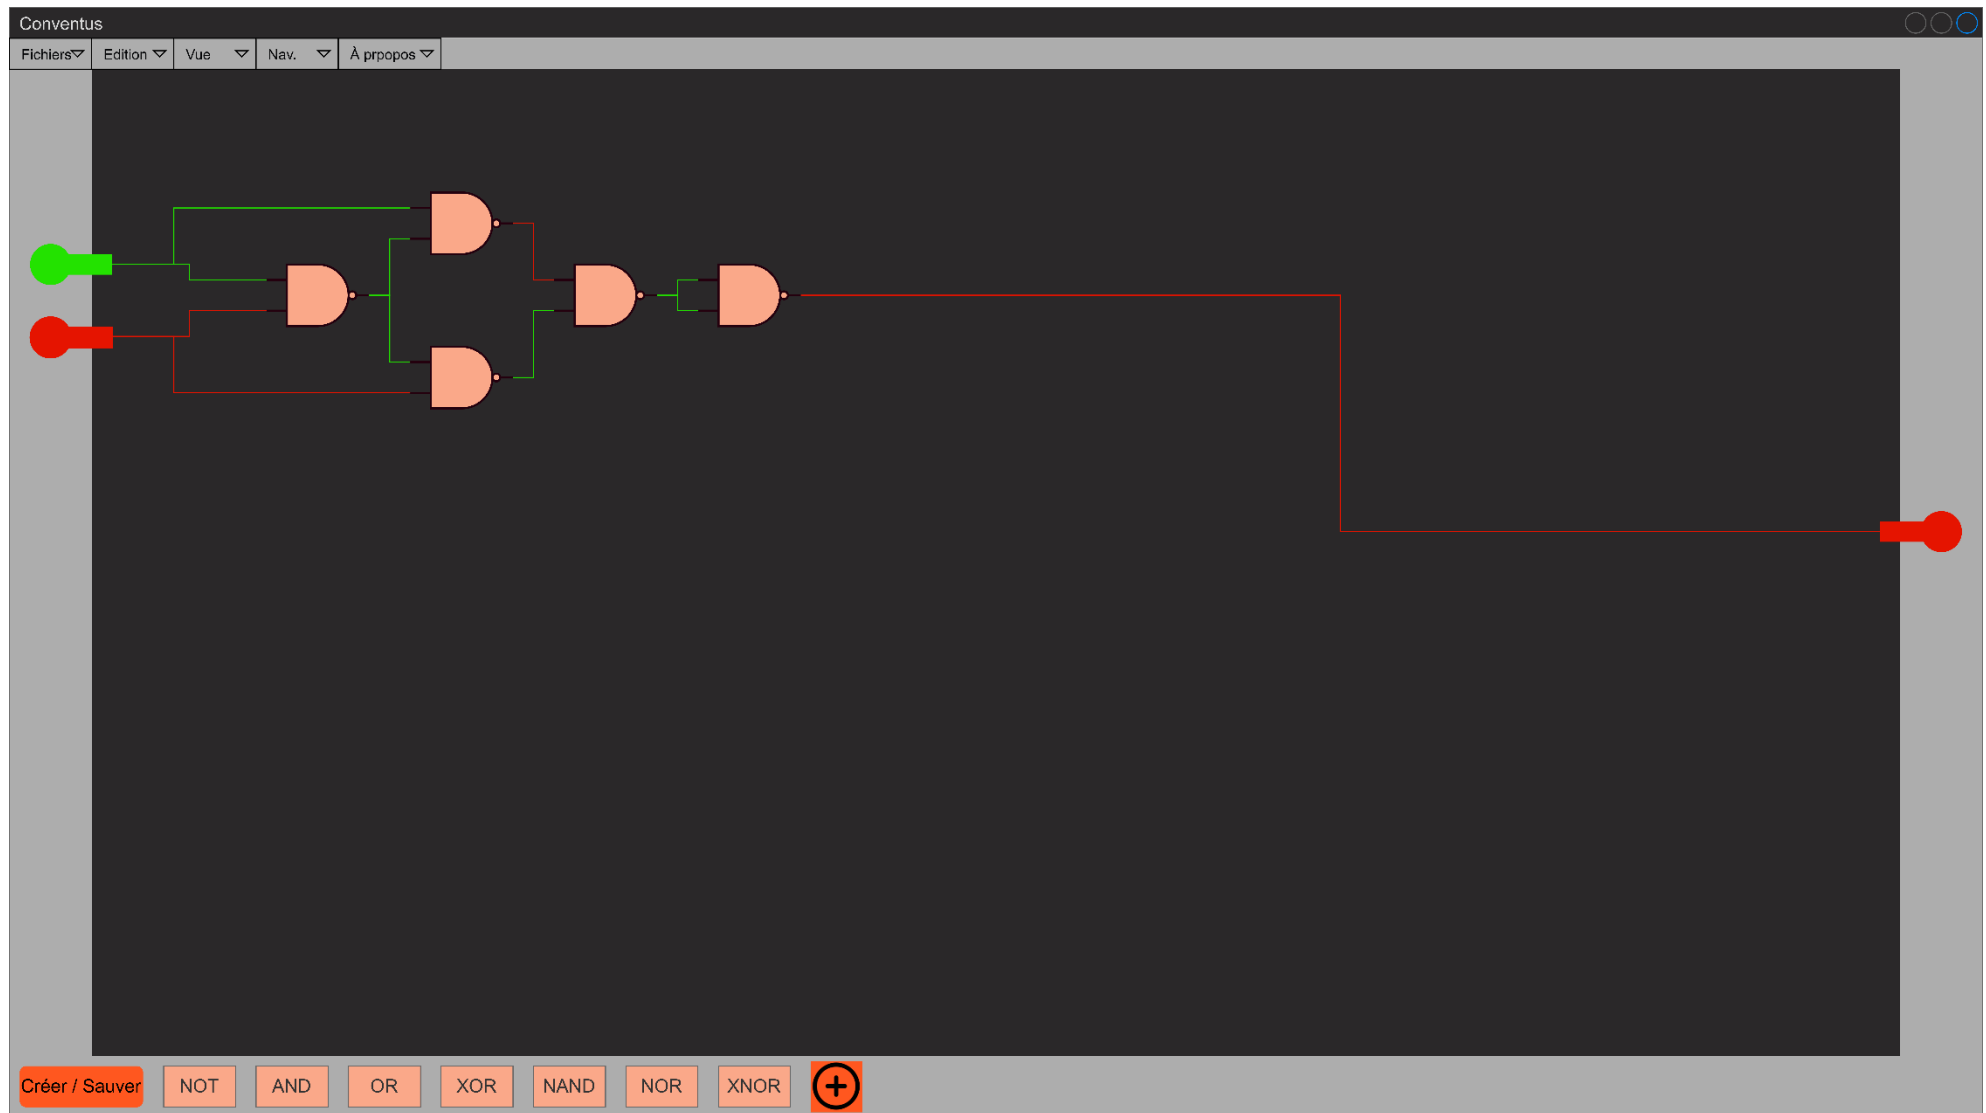 Conventus
Fichiers Edition Vue Nav. À prpopos
Créer / Sauver NOT AND OR XOR NAND NOR XNOR